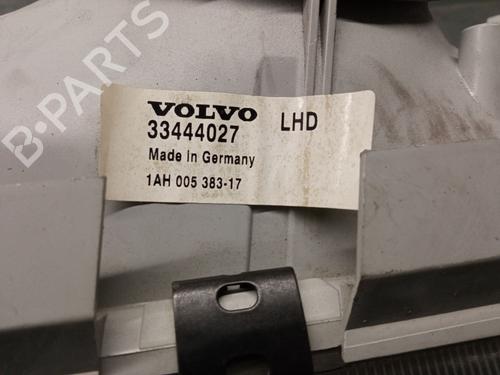 B-PARTS
VOLVO LHD
33444027
Made in Germany
1AH 005 383-17